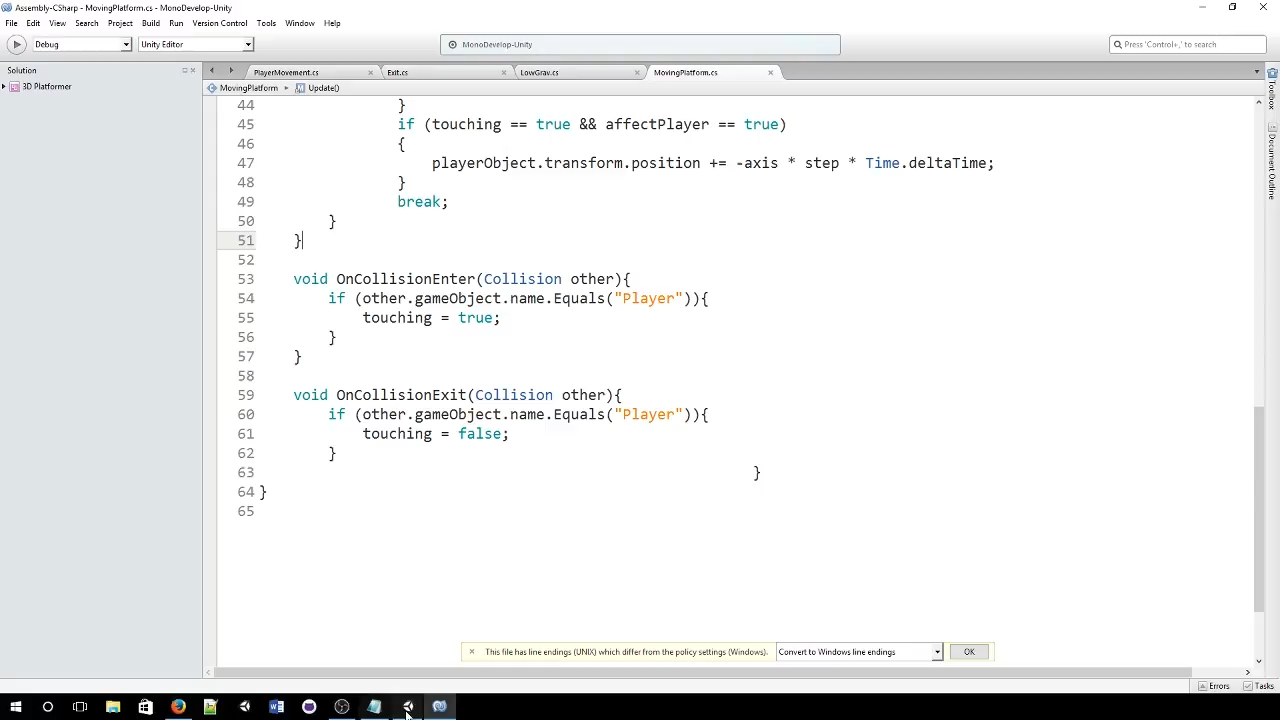 Assembly-CSharp - MovingPlatform.cs - MonoDevelop-Unity
File Edit View Search Project Build Run Version Control Tools Window Help
Debug Unity Editor MonoDevelop-Unity Press 'Control+,' to search
Solution
3D Platformer
PlayerMovement.cs Exit.cs LowGrav.cs MovingPlatform.cs
MovingPlatform Update()
44 }
45 if (touching == true && affectPlayer == true)
46 {
47 playerObject.transform.position += -axis * step * Time.deltaTime;
48 }
49 break;
50 }
51 }
52
53 void OnCollisionEnter(Collision other){
54 if (other.gameObject.name.Equals("Player")){
55 touching = true;
56 }
57 }
58
59 void OnCollisionExit(Collision other){
60 if (other.gameObject.name.Equals("Player")){
61 touching = false;
62 }
63 }
64 }
65
Toolbox
Document Outline
This file has line endings (UNIX) which differ from the policy settings (Windows). Convert to Windows line endings OK
Errors Tasks